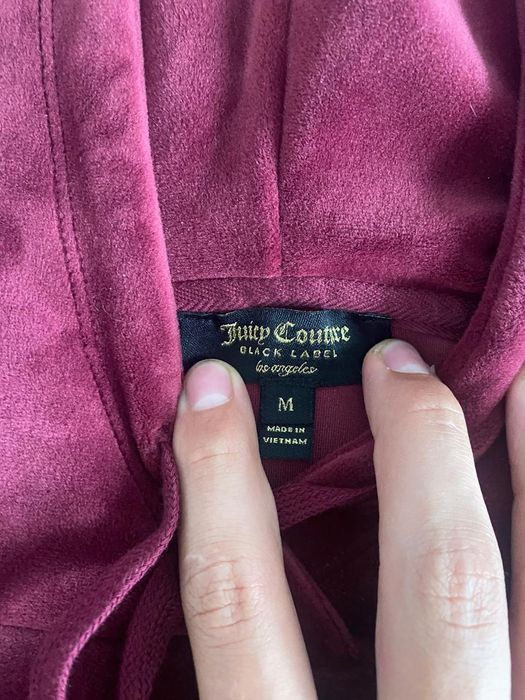 Juicy Couture
BLACK LABEL
los angeles
M
MADE IN
VIETNAM